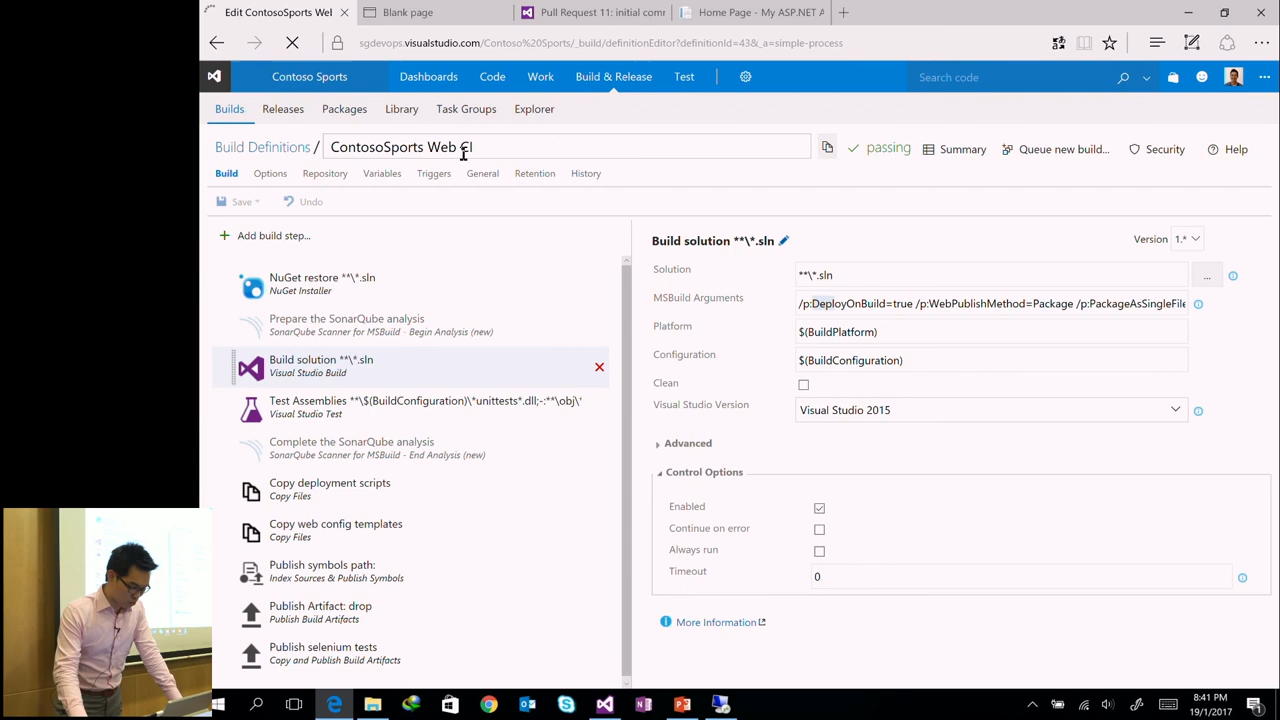 Edit ContosoSports Web
Blank page
Pull Request 11: initial com
Home Page - My ASP.NET A
sgdevops.visualstudio.com/Contoso%20Sports/_build/definitionEditor?definitionId=43&_a=simple-process
Contoso Sports
Dashboards
Code
Work
Build & Release
Test
Search code
Builds
Releases
Packages
Library
Task Groups
Explorer
Build Definitions / ContosoSports Web CI
passing
Summary
Queue new build...
Security
Help
Build
Options
Repository
Variables
Triggers
General
Retention
History
Save
Undo
Add build step...
NuGet restore **\*.sln
NuGet Installer
Prepare the SonarQube analysis
SonarQube Scanner for MSBuild - Begin Analysis (new)
Build solution **\*.sln
Visual Studio Build
Test Assemblies **\$(BuildConfiguration)\*unittests*.dll;-:**\obj\*
Visual Studio Test
Complete the SonarQube analysis
SonarQube Scanner for MSBuild - End Analysis (new)
Copy deployment scripts
Copy Files
Copy web config templates
Copy Files
Publish symbols path:
Index Sources & Publish Symbols
Publish Artifact: drop
Publish Build Artifacts
Publish selenium tests
Copy and Publish Build Artifacts
Build solution **\*.sln
Version 1.*
Solution
**\*.sln
...
MSBuild Arguments
/p:DeployOnBuild=true /p:WebPublishMethod=Package /p:PackageAsSingleFile
Platform
$(BuildPlatform)
Configuration
$(BuildConfiguration)
Clean
Visual Studio Version
Visual Studio 2015
Advanced
Control Options
Enabled
Continue on error
Always run
Timeout
0
More Information
8:41 PM
19/1/2017